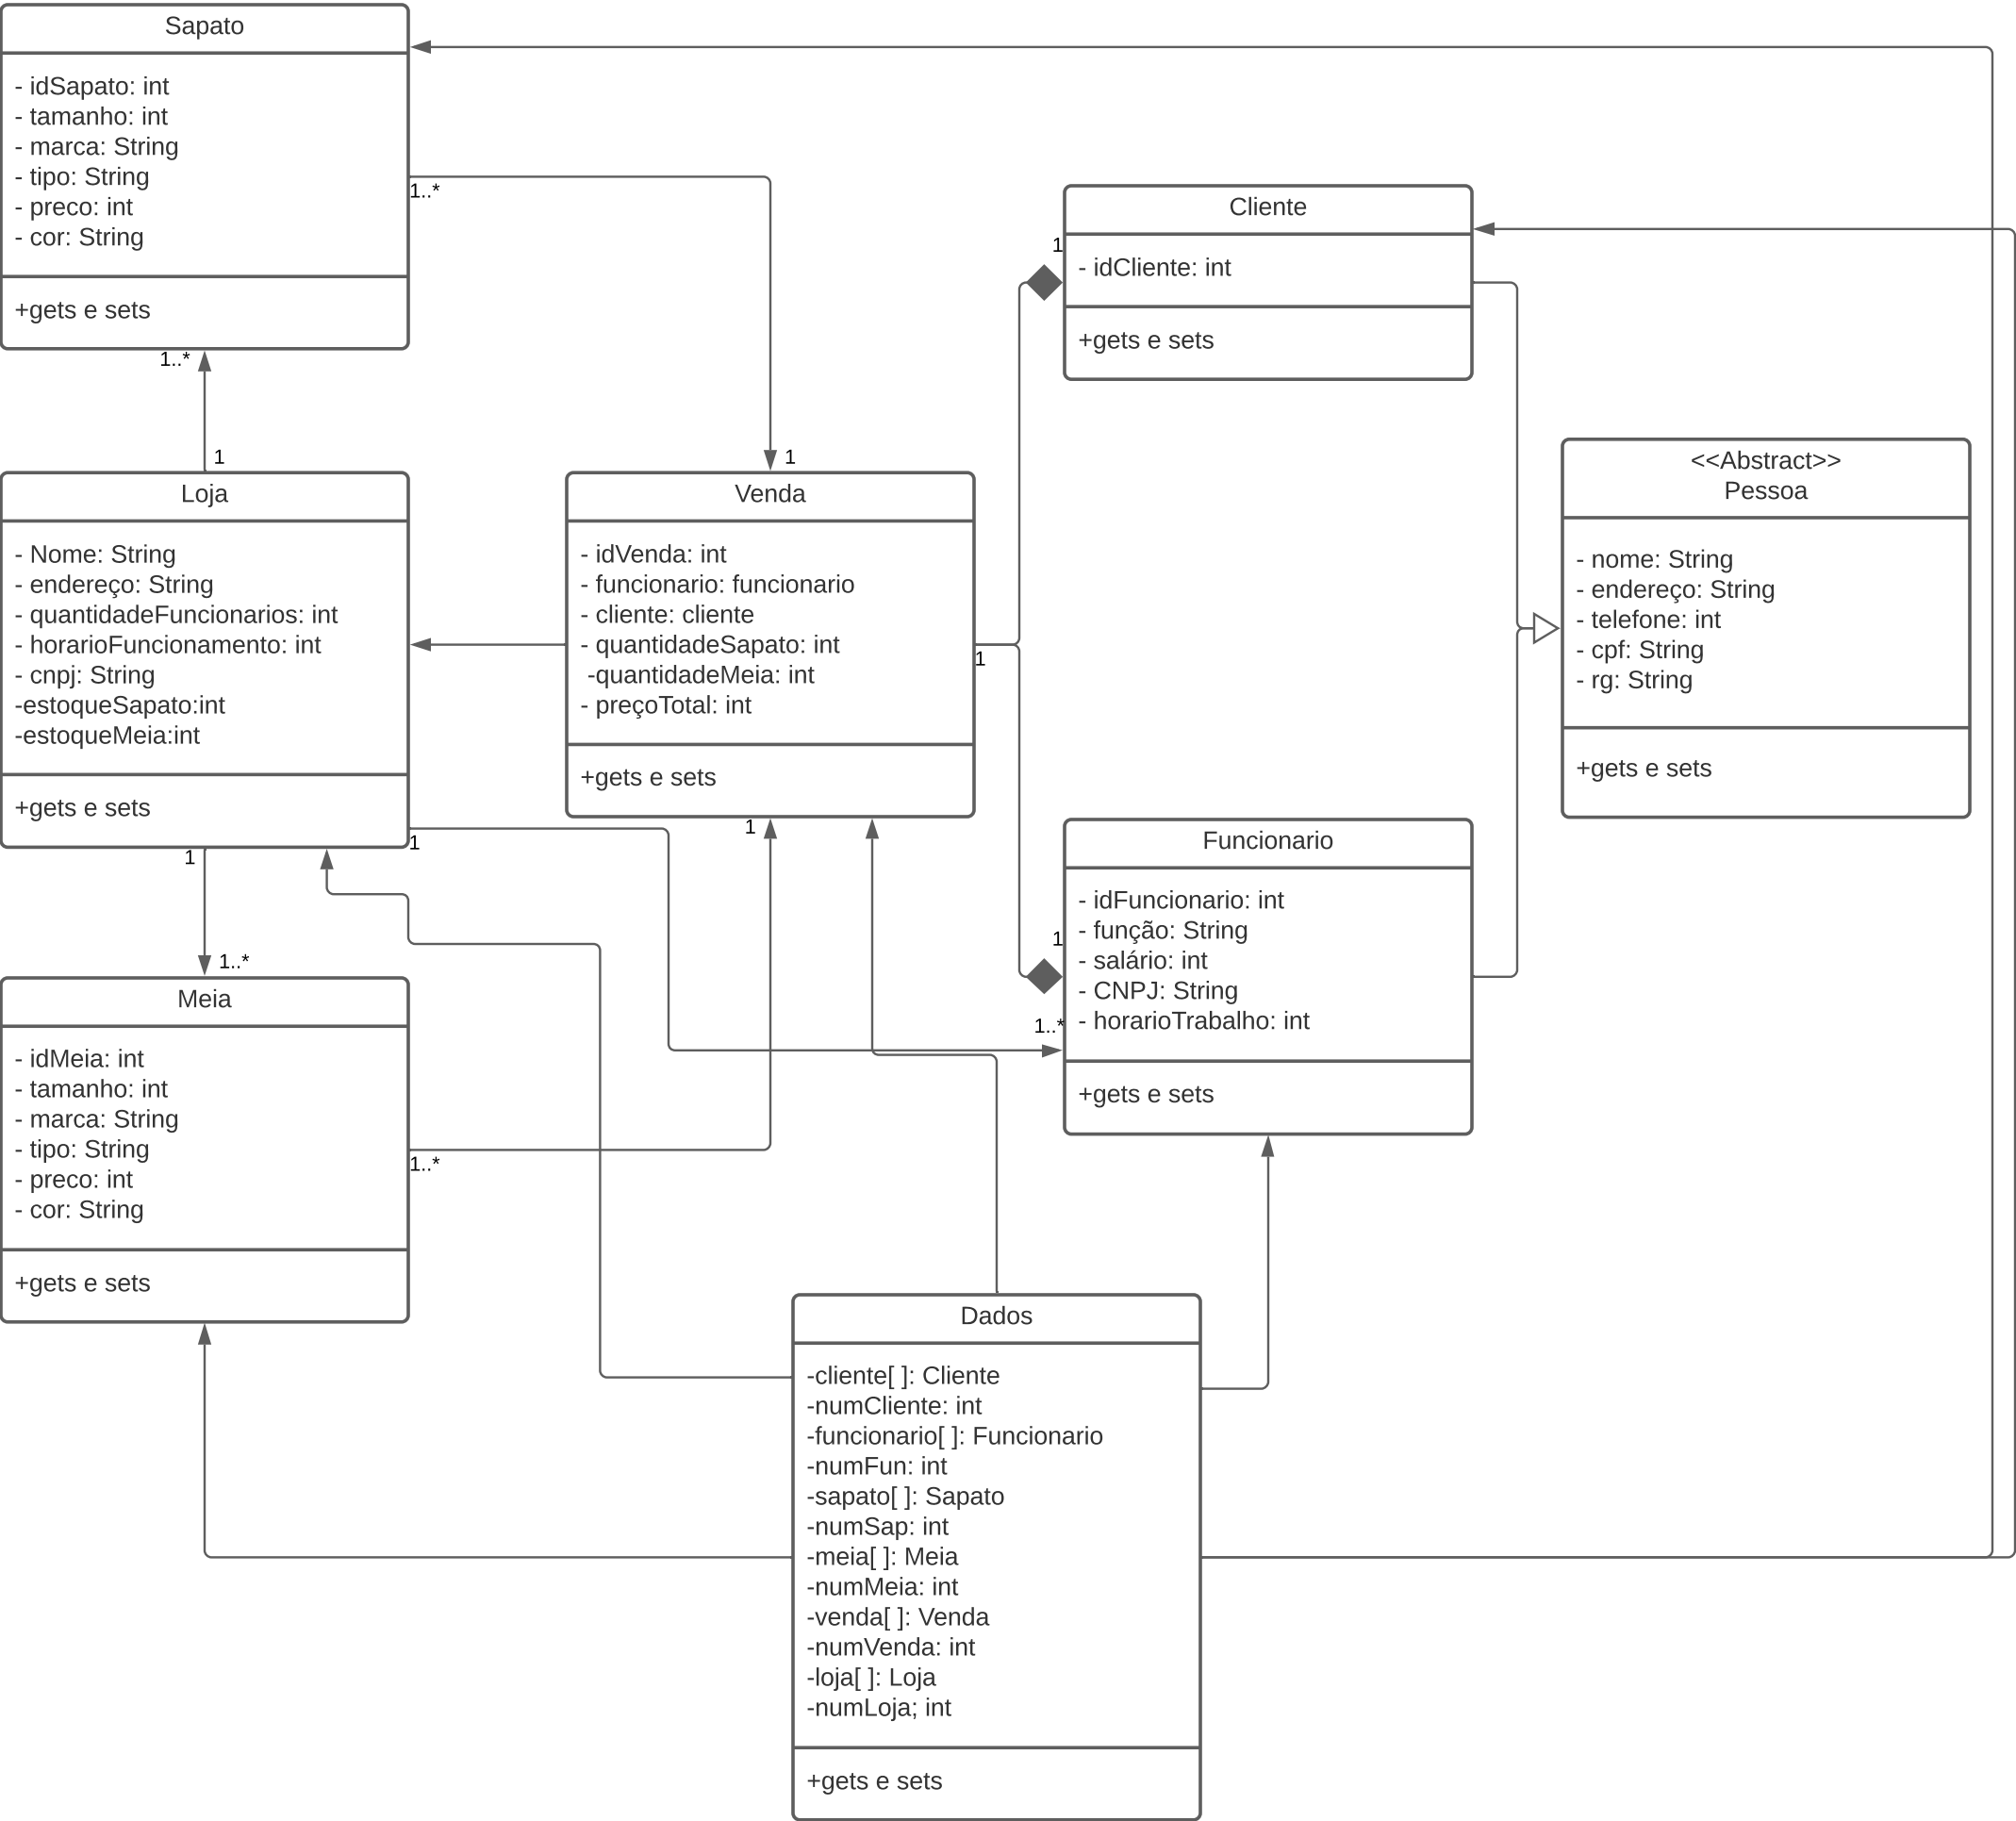 Sapato
- idSapato: int
- tamanho: int
- marca: String
- tipo: String
- preco: int
- cor: String
+gets e sets
1..*
1..*
1
Cliente
- idCliente: int
+gets e sets
1
<<Abstract>>
Pessoa
- nome: String
- endereço: String
- telefone: int
- cpf: String
- rg: String
+gets e sets
Loja
- Nome: String
- endereço: String
- quantidadeFuncionarios: int
- horarioFuncionamento: int
- cnpj: String
-estoqueSapato:int
-estoqueMeia:int
+gets e sets
1
1
1..*
1
Venda
- idVenda: int
- funcionario: funcionario
- cliente: cliente
- quantidadeSapato: int
-quantidadeMeia: int
- preçoTotal: int
+gets e sets
1
1
Funcionario
- idFuncionario: int
- função: String
- salário: int
- CNPJ: String
- horarioTrabalho: int
+gets e sets
1
1..*
Meia
- idMeia: int
- tamanho: int
- marca: String
- tipo: String
- preco: int
- cor: String
+gets e sets
1..*
Dados
-cliente[ ]: Cliente
-numCliente: int
-funcionario[ ]: Funcionario
-numFun: int
-sapato[ ]: Sapato
-numSap: int
-meia[ ]: Meia
-numMeia: int
-venda[ ]: Venda
-numVenda: int
-loja[ ]: Loja
-numLoja; int
+gets e sets